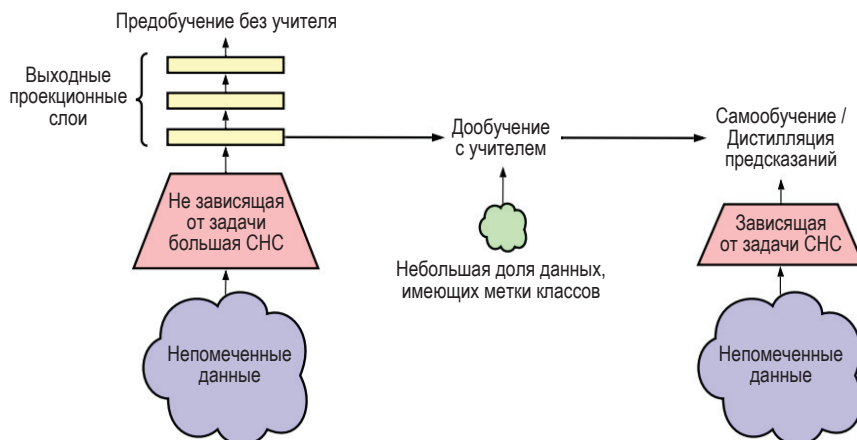 Предобучение без учителя
Выходные
проекционные
слои
Не зависящая
от задачи
большая СНС
Непомеченные
данные
Дообучение
с учителем
Небольшая доля данных,
имеющих метки классов
Самообучение /
Дистилляция
предсказаний
Зависящая
от задачи СНС
Непомеченные
данные